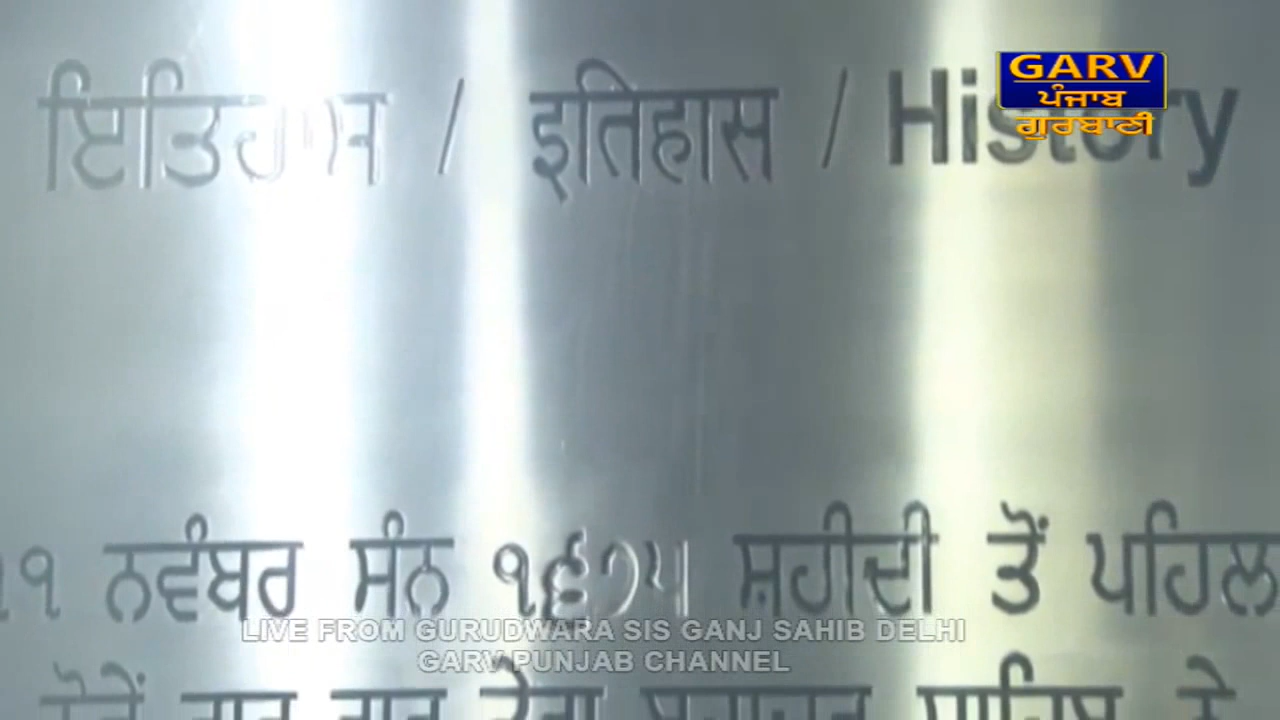 ਇਤਿਹਾਸ / इतिहास / History
GARV
ਪੰਜਾਬ
ਗੁਰਬਾਣੀ
੧੧ ਨਵੰਬਰ ਸੰਨ ੧੬੭੫ ਸ਼ਹੀਦੀ ਤੋਂ
LIVE FROM GURUDWARA SIS GANJ SAHIB DELHI
GARV PUNJAB CHANNEL